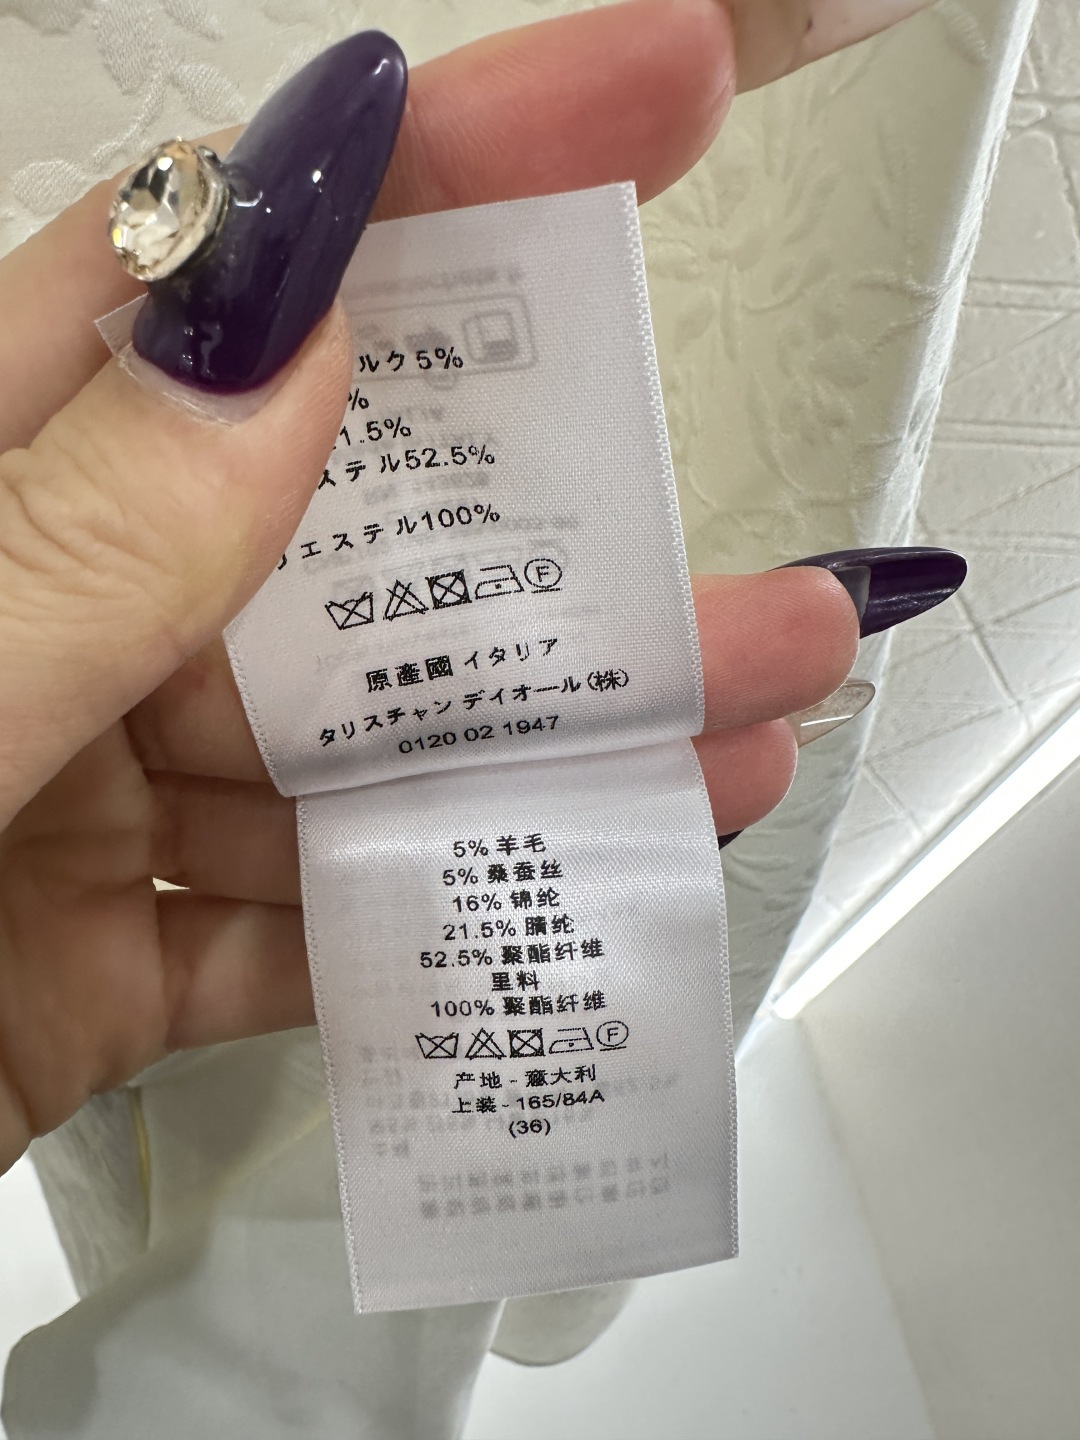 ルク5%
%
1.5%
ステル52.5%
エステル100%
F
原産國 イタリア
タリスチャン ディオール(株)
0120 02 1947
5% 羊毛
5% 桑蚕丝
16% 锦纶
21.5% 腈纶
52.5% 聚酯纤维
里料
100% 聚酯纤维
F
产地 - 意大利
上装 - 165/84A
(36)